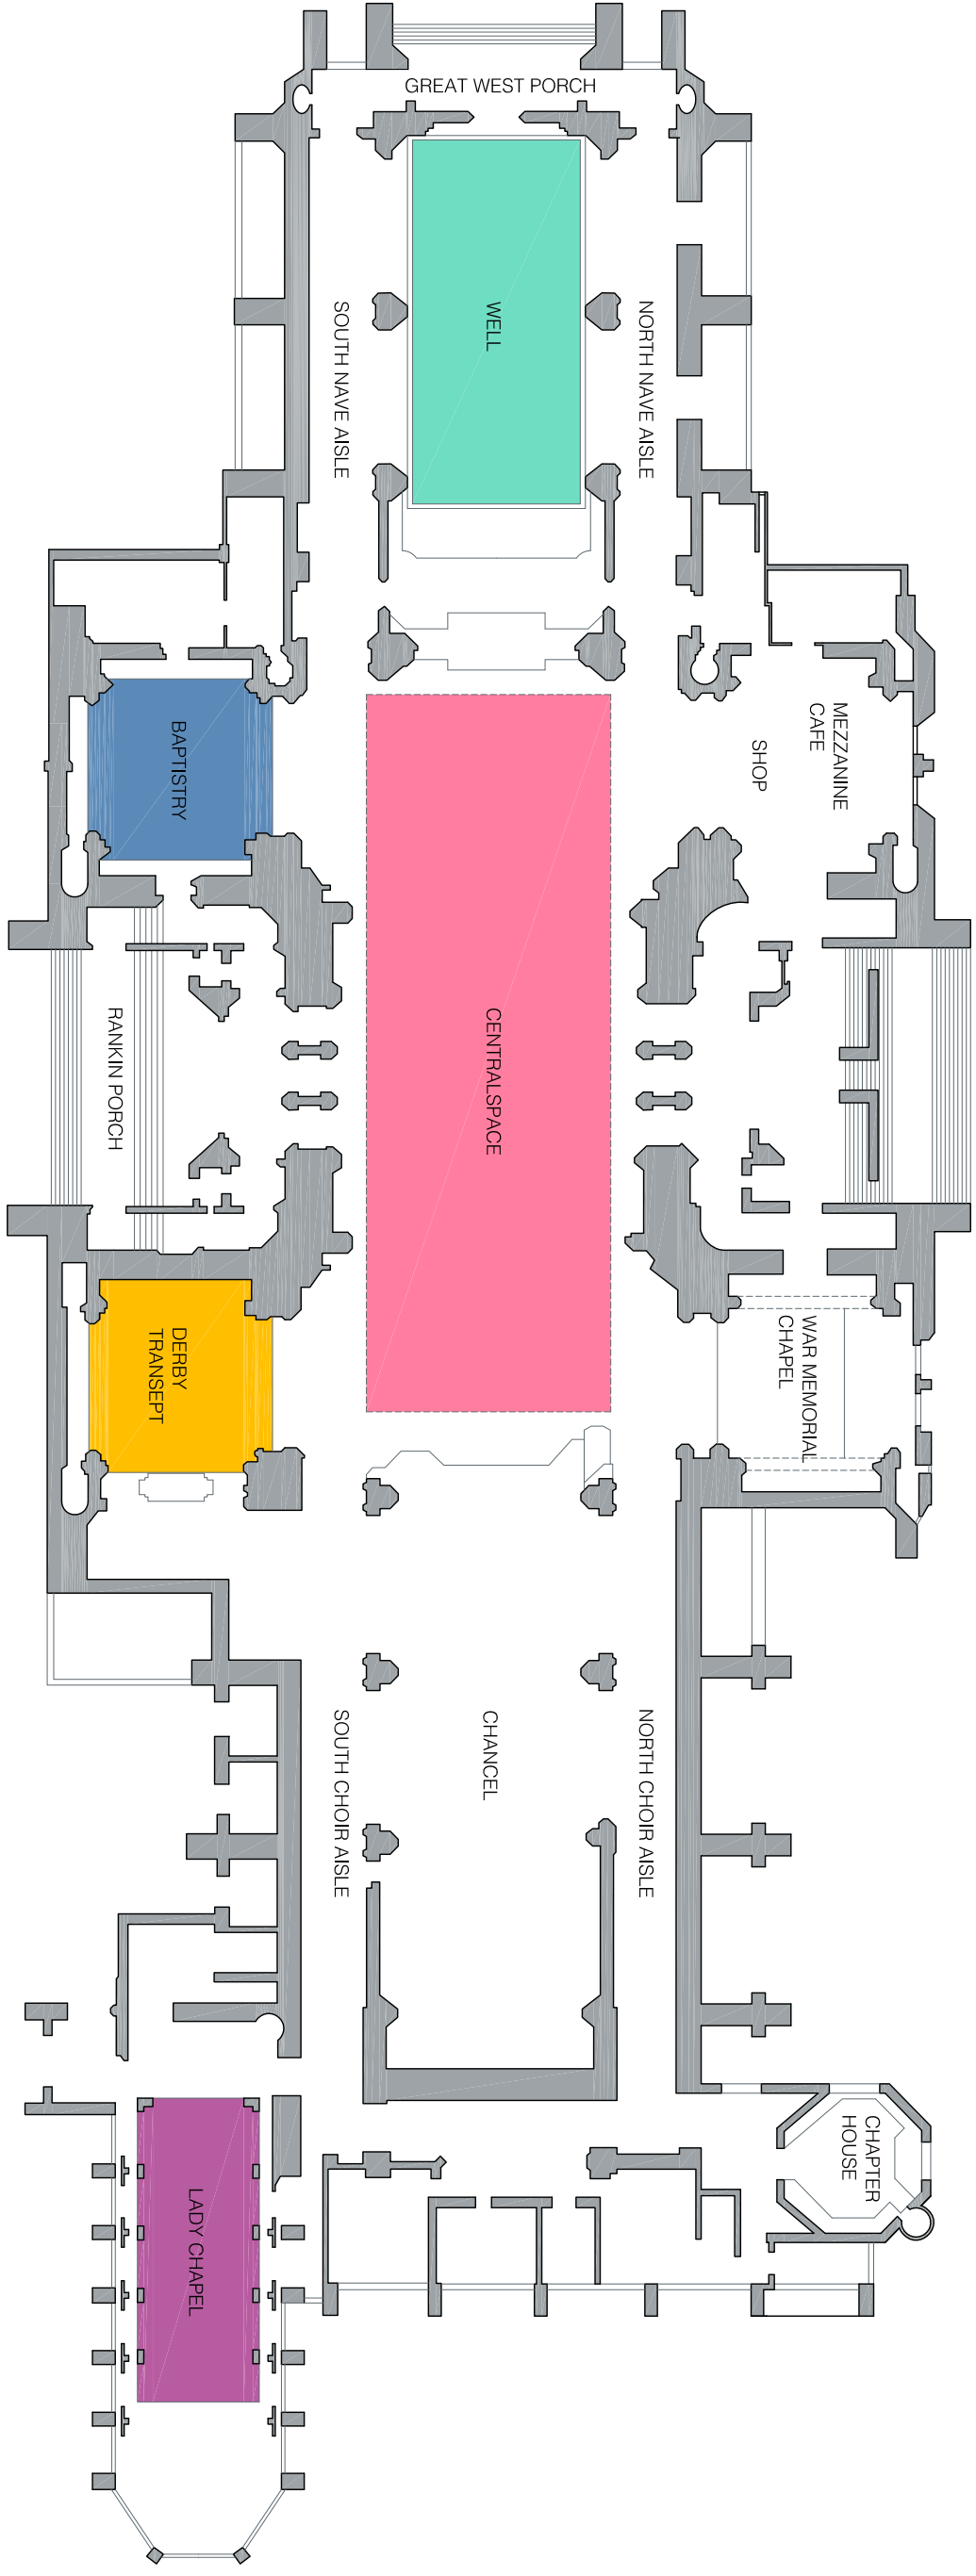 GREAT WEST PORCH
WELL
SOUTH NAVE AISLE
NORTH NAVE AISLE
MEZZANINE
CAFE
SHOP
BAPTISTRY
CENTRALSPACE
RANKIN PORCH
DERBY
TRANSEPT
WAR MEMORIAL
CHAPEL
CHANCEL
SOUTH CHOIR AISLE
NORTH CHOIR AISLE
CHAPTER
HOUSE
LADY CHAPEL